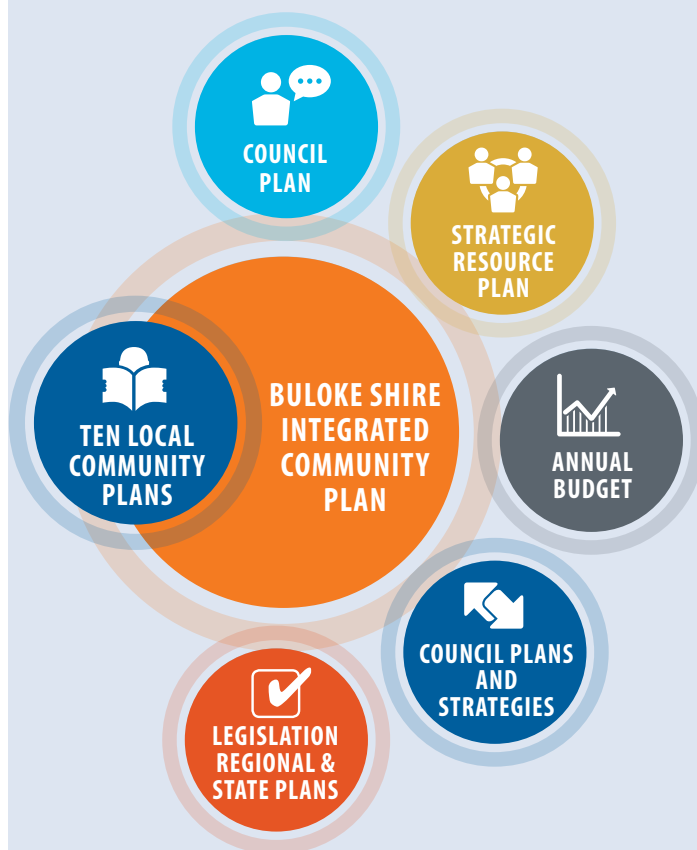 COUNCIL
PLAN
STRATEGIC
RESOURCE
PLAN
BULOKE SHIRE
INTEGRATED
COMMUNITY
PLAN
TEN LOCAL
COMMUNITY
PLANS
ANNUAL
BUDGET
COUNCIL PLANS
AND
STRATEGIES
LEGISLATION
REGIONAL &
STATE PLANS